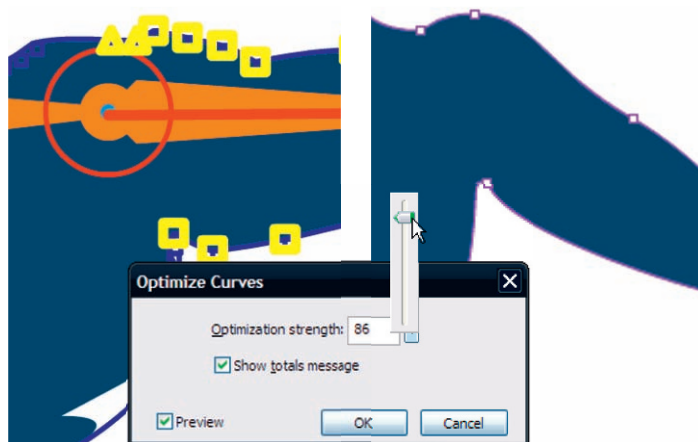 Optimize Curves
Optimization strength: 86
Show totals message
Preview
OK
Cancel